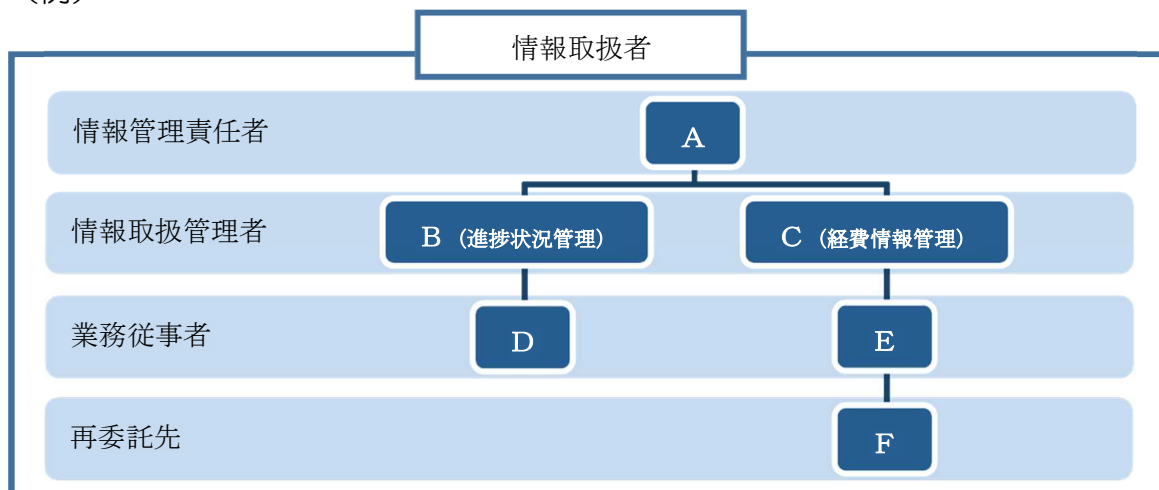 情報取扱者
情報管理責任者
A
情報取扱管理者
B（進捗状況管理）
C（経費情報管理）
業務従事者
D
E
再委託先
F